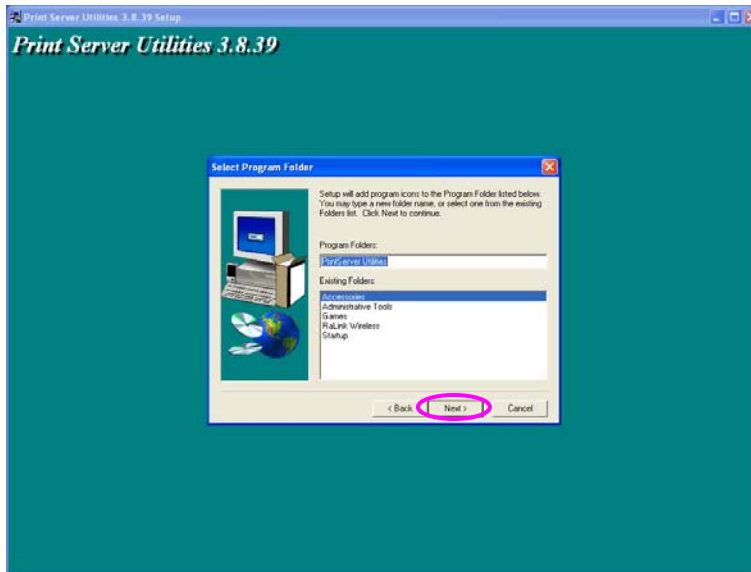 Print Server Utilities 3.8.39 Setup
Print Server Utilities 3.8.39
Select Program Folder
Setup will add program icons to the Program Folder listed below.
You may type a new folder name, or select one from the existing
Folders list. Click Next to continue.
Program Folders:
PrintServer Utilities
Existing Folders:
Accessories
Administrative Tools
Games
RaLink Wireless
Startup
< Back
Next >
Cancel